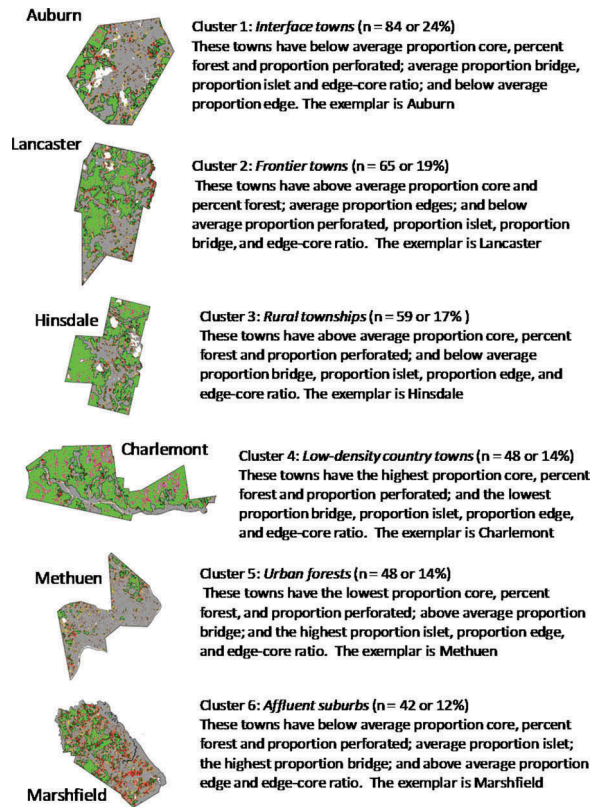 Auburn
Cluster 1: Interface towns (n = 84 or 24%)
These towns have below average proportion core, percent
forest and proportion perforated; average proportion bridge,
proportion islet and edge-core ratio; and below average
proportion edge. The exemplar is Auburn
Lancaster
Cluster 2: Frontier towns (n = 65 or 19%)
These towns have above average proportion core and
percent forest; average proportion edges; and below
average proportion perforated, proportion islet, proportion
bridge, and edge-core ratio. The exemplar is Lancaster
Hinsdale
Cluster 3: Rural townships (n = 59 or 17% )
These towns have above average proportion core, percent
forest and proportion perforated; and below average
proportion bridge, proportion islet, proportion edge, and
edge-core ratio. The exemplar is Hinsdale
Charlemont
Cluster 4: Low-density country towns (n = 48 or 14%)
These towns have the highest proportion core, percent
forest and proportion perforated; and the lowest
proportion bridge, proportion islet, proportion edge,
and edge-core ratio. The exemplar is Charlemont
Methuen
Cluster 5: Urban forests (n = 48 or 14%)
These towns have the lowest proportion core, percent
forest, and proportion perforated; above average proportion
bridge; and the highest proportion islet, proportion edge,
and edge-core ratio. The exemplar is Methuen
Cluster 6: Affluent suburbs (n = 42 or 12%)
These towns have below average proportion core, percent
forest and proportion perforated; average proportion islet;
the highest proportion bridge; and above average proportion
edge and edge-core ratio. The exemplar is Marshfield
Marshfield